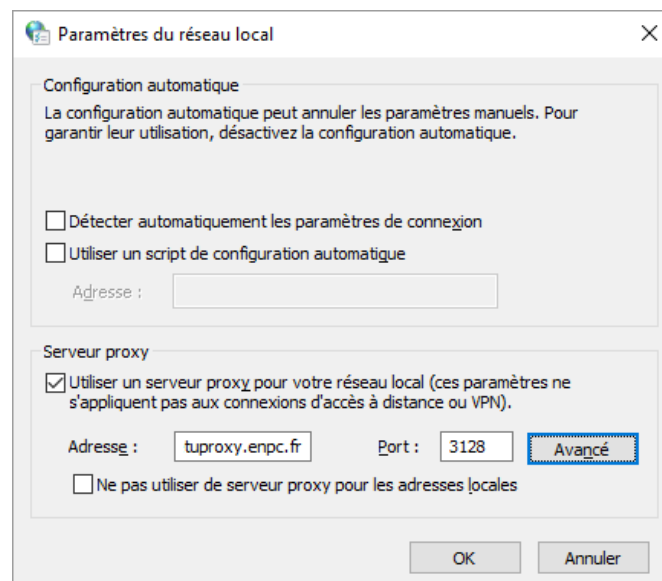 Paramètres du réseau local
Configuration automatique
La configuration automatique peut annuler les paramètres manuels. Pour
garantir leur utilisation, désactivez la configuration automatique.
Détecter automatiquement les paramètres de connexion
Utiliser un script de configuration automatique
Adresse :
Serveur proxy
Utiliser un serveur proxy pour votre réseau local (ces paramètres ne
s'appliquent pas aux connexions d'accès à distance ou VPN).
Adresse : tuproxy.enpc.fr Port : 3128 Avancé
Ne pas utiliser de serveur proxy pour les adresses locales
OK Annuler